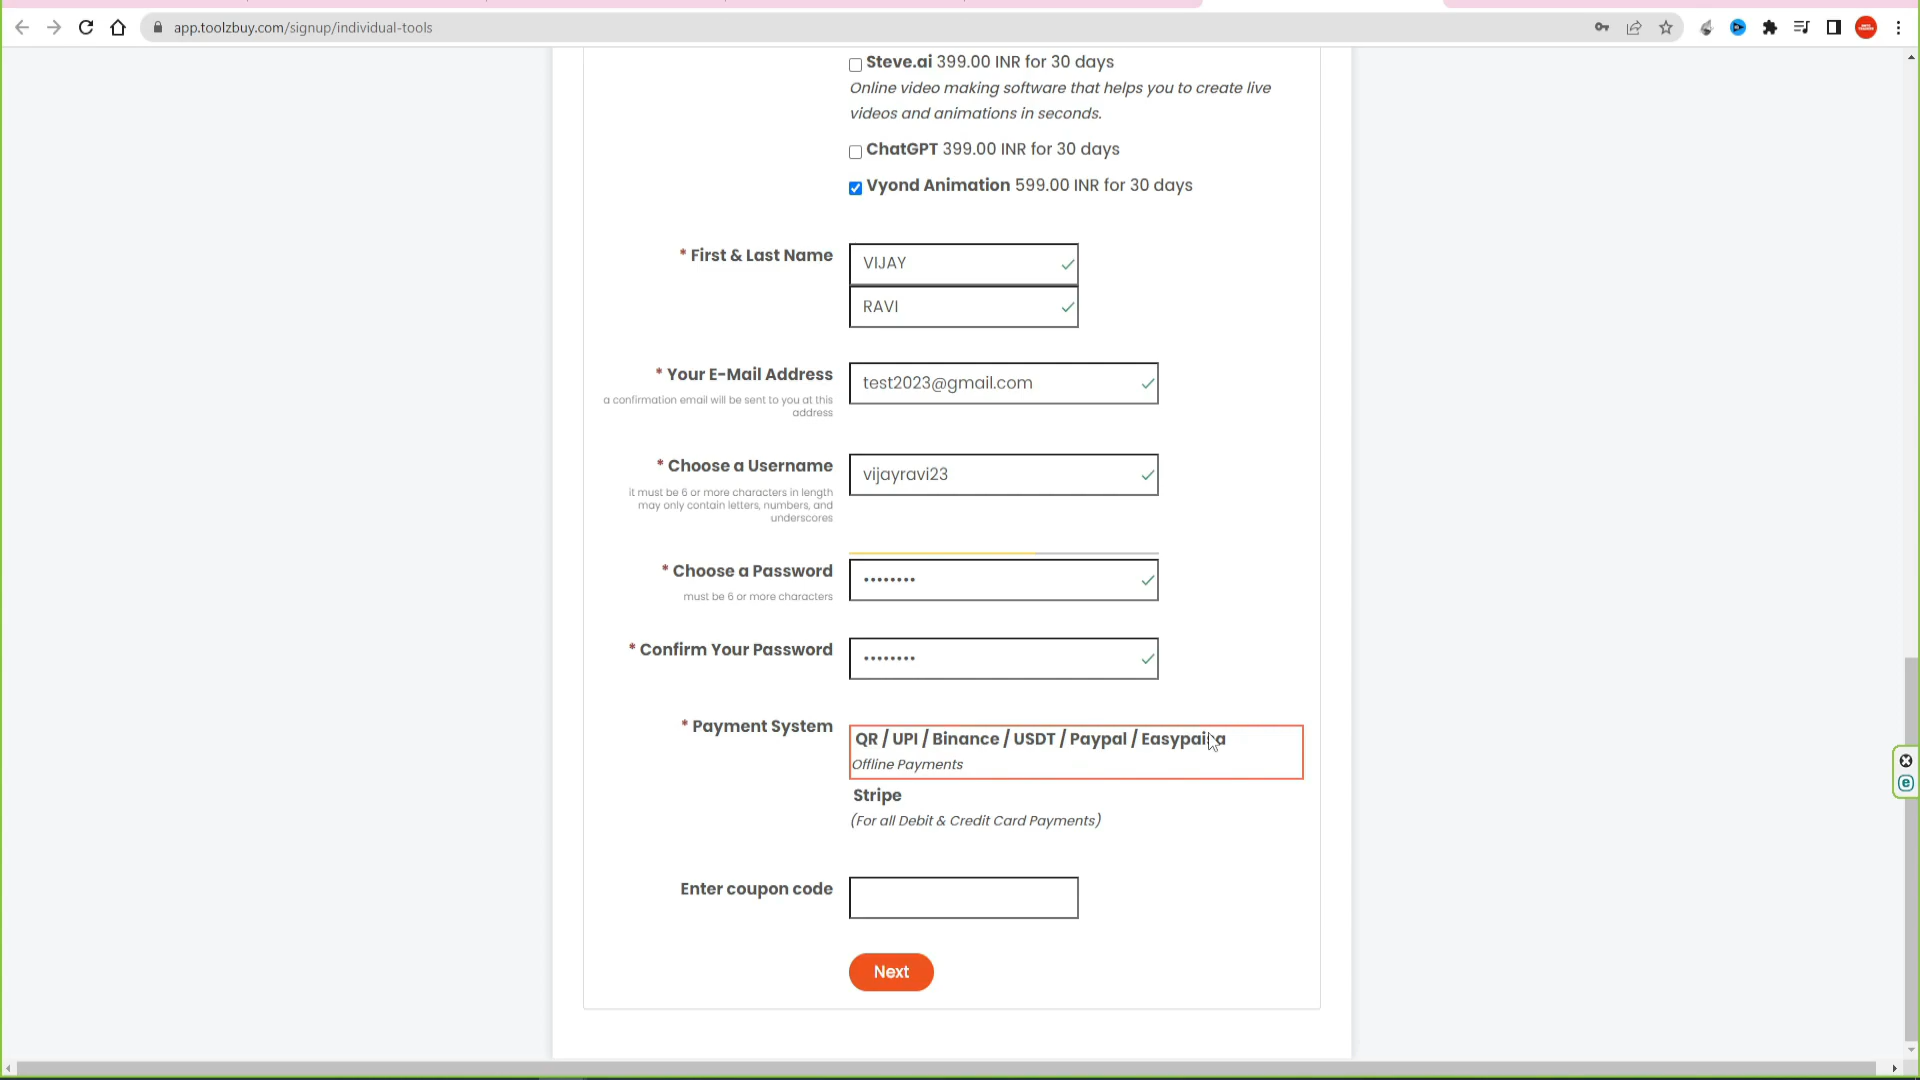 app.toolzbuy.com/signup/individual-tools
Steve.ai 399.00 INR for 30 days
Online video making software that helps you to create live
videos and animations in seconds.
ChatGPT 399.00 INR for 30 days
Vyond Animation 599.00 INR for 30 days
* First & Last Name
VIJAY
RAVI
* Your E-Mail Address
a confirmation email will be sent to you at this
address
test2023@gmail.com
* Choose a Username
it must be 6 or more characters in length
may only contain letters, numbers, and
underscores
vijayravi23
* Choose a Password
must be 6 or more characters
••••••••
* Confirm Your Password
••••••••
* Payment System
QR / UPI / Binance / USDT / Paypal / Easypaisa
Offline Payments
Stripe
(For all Debit & Credit Card Payments)
Enter coupon code
Next